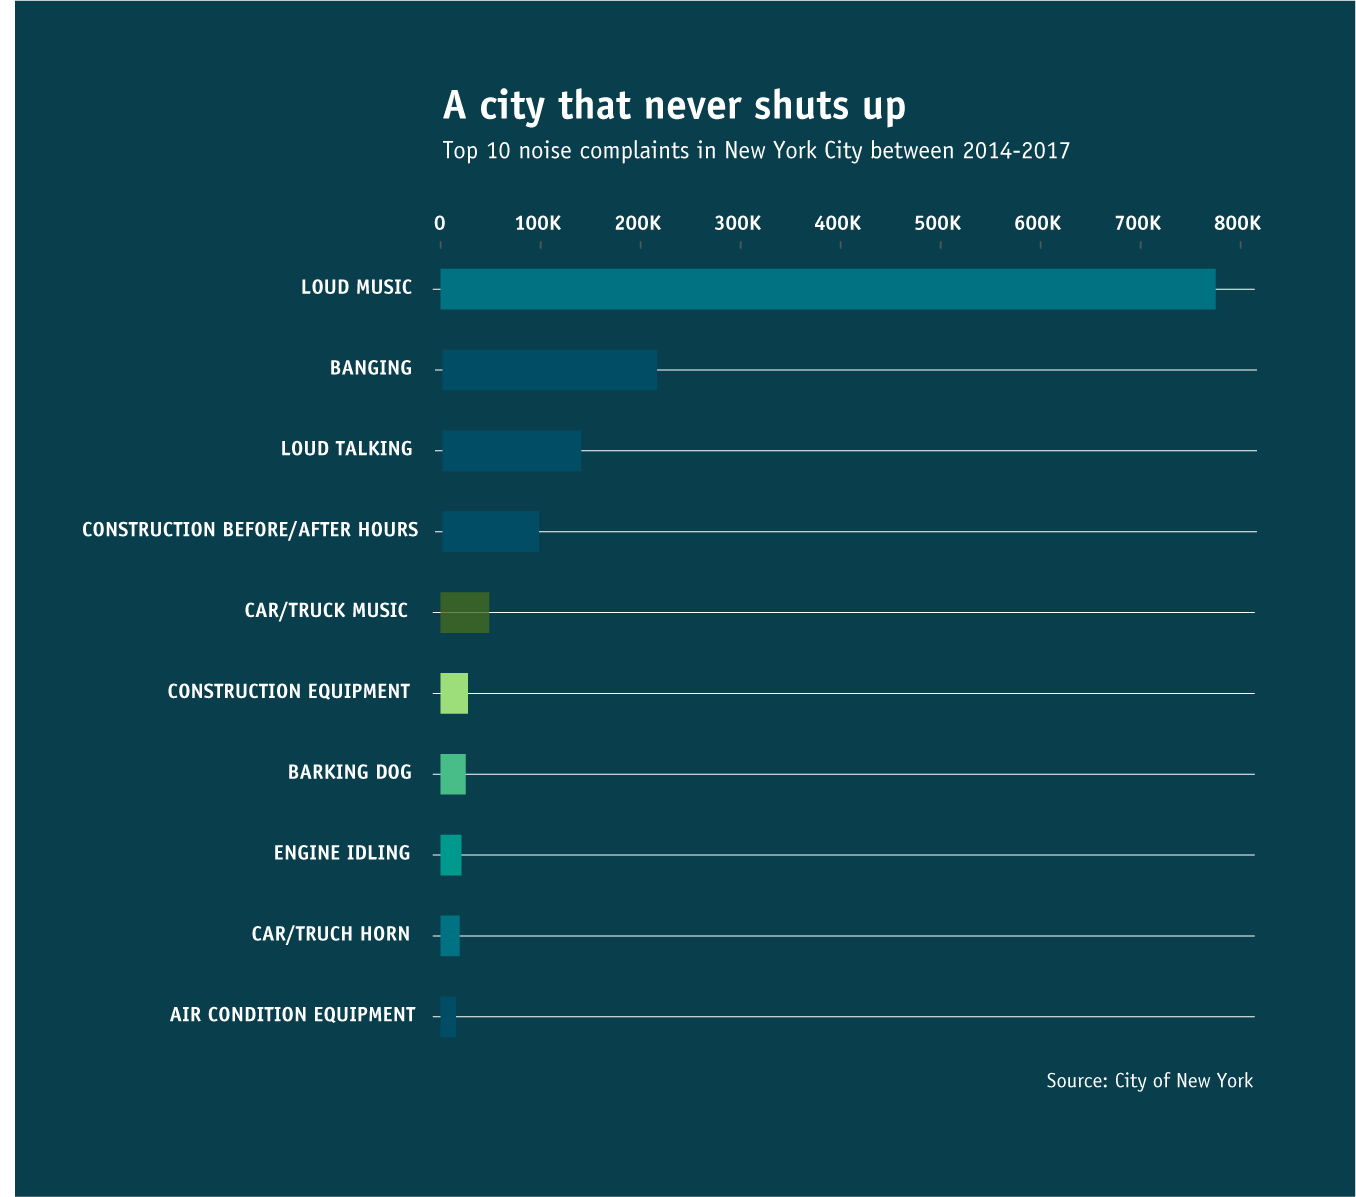 A city that never shuts up
Top 10 noise complaints in New York City between 2014-2017
0 100K 200K 300K 400K 500K 600K 700K 800K
LOUD MUSIC
BANGING
LOUD TALKING
CONSTRUCTION BEFORE/AFTER HOURS
CAR/TRUCK MUSIC
CONSTRUCTION EQUIPMENT
BARKING DOG
ENGINE IDLING
CAR/TRUCH HORN
AIR CONDITION EQUIPMENT
Source: City of New York